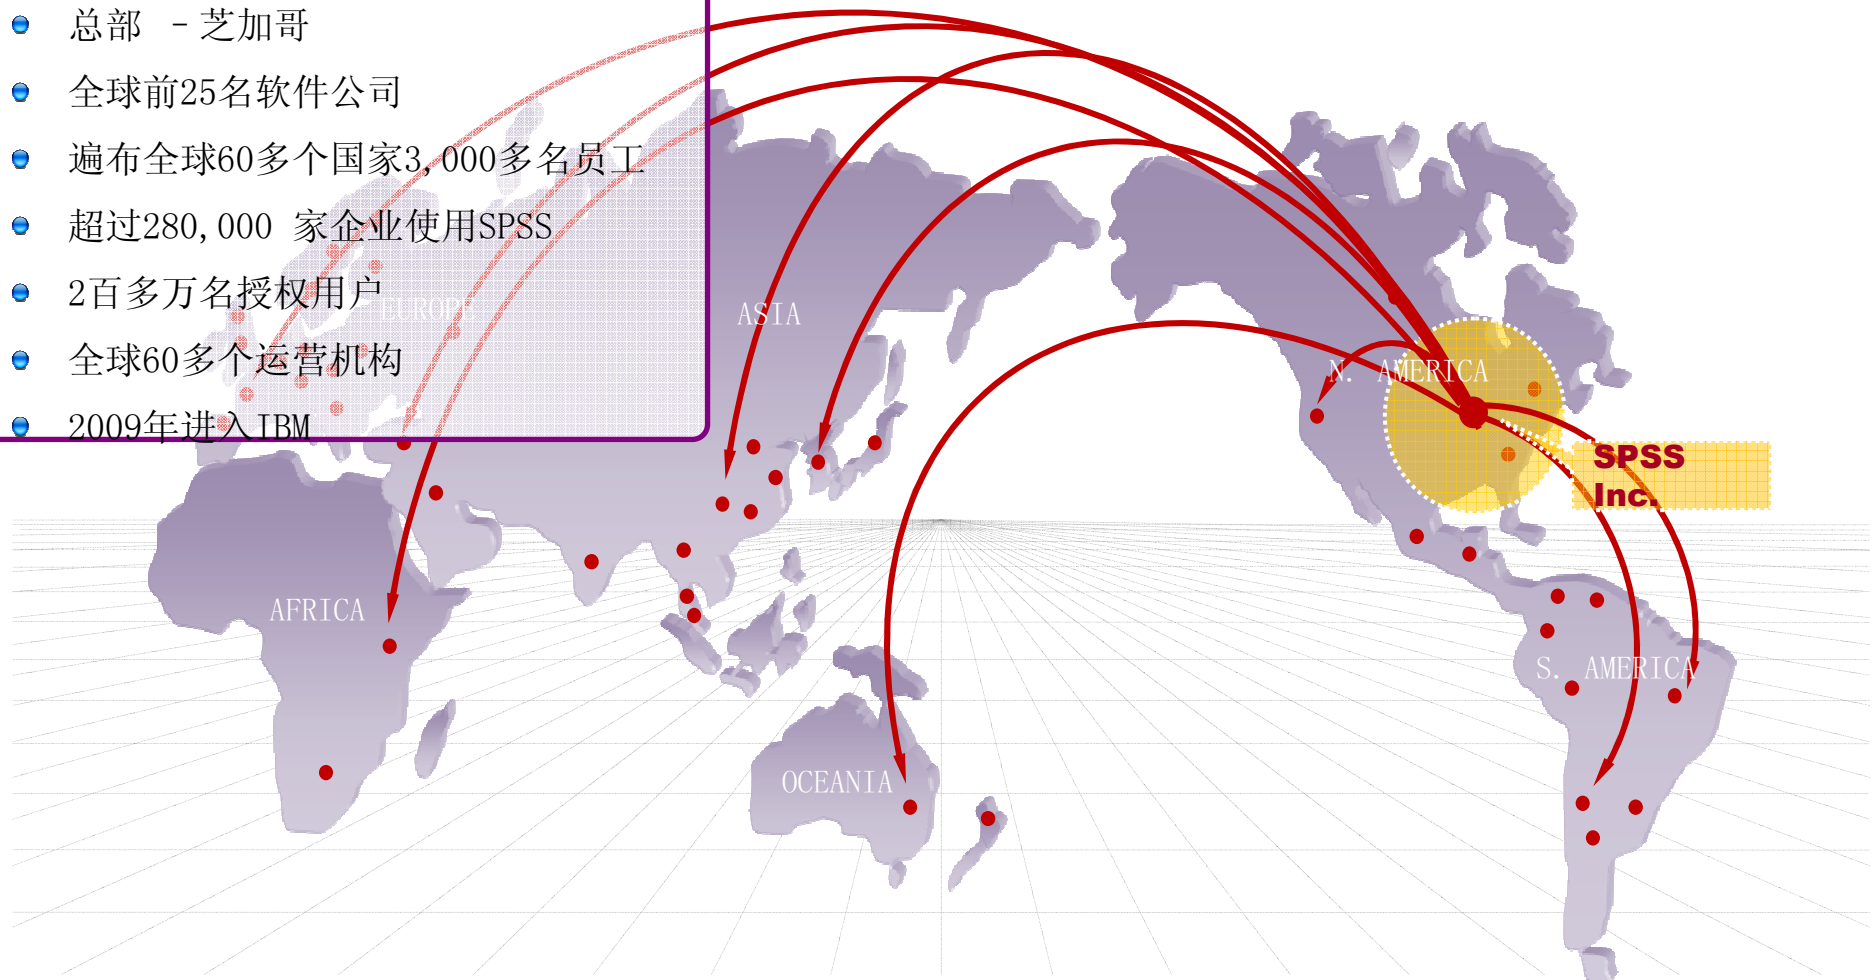 总部 -芝加哥
全球前25名软件公司
遍布全球60多个国家3,000多名员工
超过280,000 家企业使用SPSS
2百多万名授权用户
全球60多个运营机构
2009年进入IBM
EUROPE
ASIA
N. AMERICA
SPSS
Inc.
AFRICA
S. AMERICA
OCEANIA